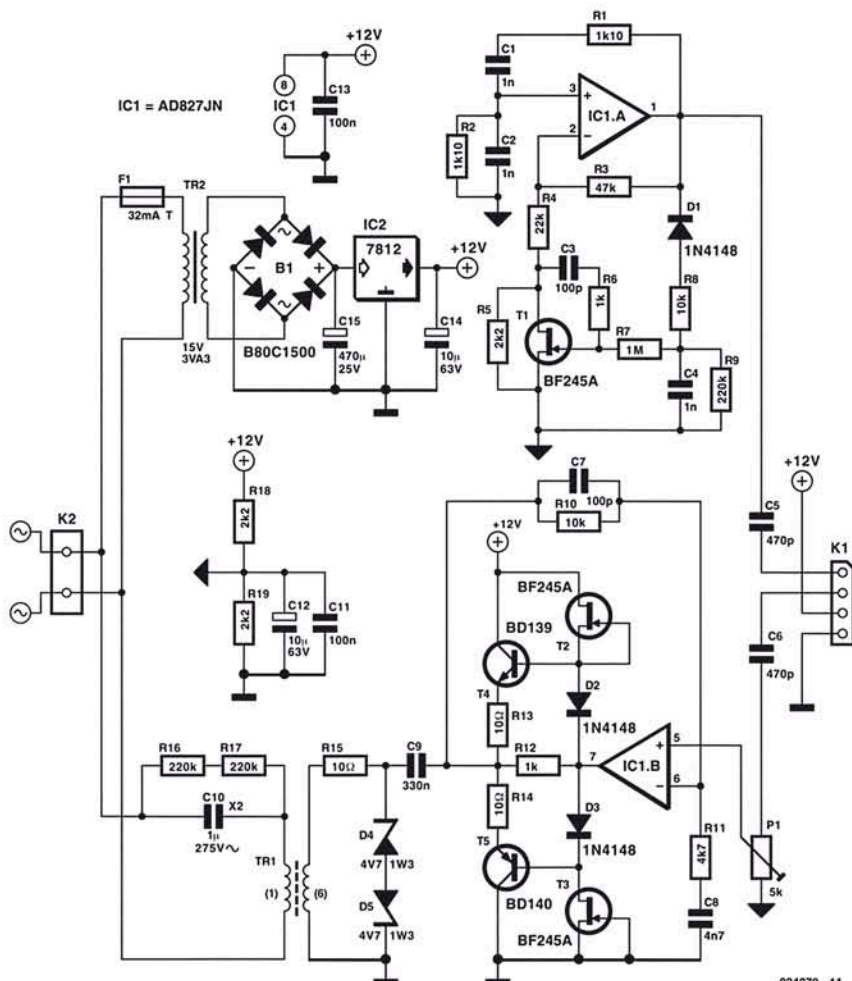 +12V
C13
100n
8
IC1
4
IC1 = AD827JN
R1
1k10
C1
1n
3
+
IC1.A
1
2
−
R2
1k10
C2
1n
R3
47k
R4
22k
D1
1N4148
C3
100p
R6
1k
R8
10k
R5
2k2
T1
R7
1M
BF245A
C4
1n
R9
220k
F1
32mA T
TR2
15V
3VA3
~
−
B1
+
~
B80C1500
IC2
7812
+12V
C15
470µ
25V
C14
10µ
63V
+12V
R18
2k2
R19
2k2
C12
10µ
63V
C11
100n
K2
~
~
C7
100p
R10
10k
+12V
BF245A
T2
BD139
T4
D2
1N4148
10Ω
R13
R12
1k
7
IC1.B
+
5
−
6
10Ω
R14
D3
1N4148
T5
BD140
T3
BF245A
R11
4k7
C8
4n7
P1
5k
+12V
C5
470p
K1
C6
470p
R16
220k
R17
220k
C10
X2
1µ
275V~
TR1
(1)
(6)
R15
10Ω
C9
330n
D4
4V7
1W3
D5
4V7
1W3